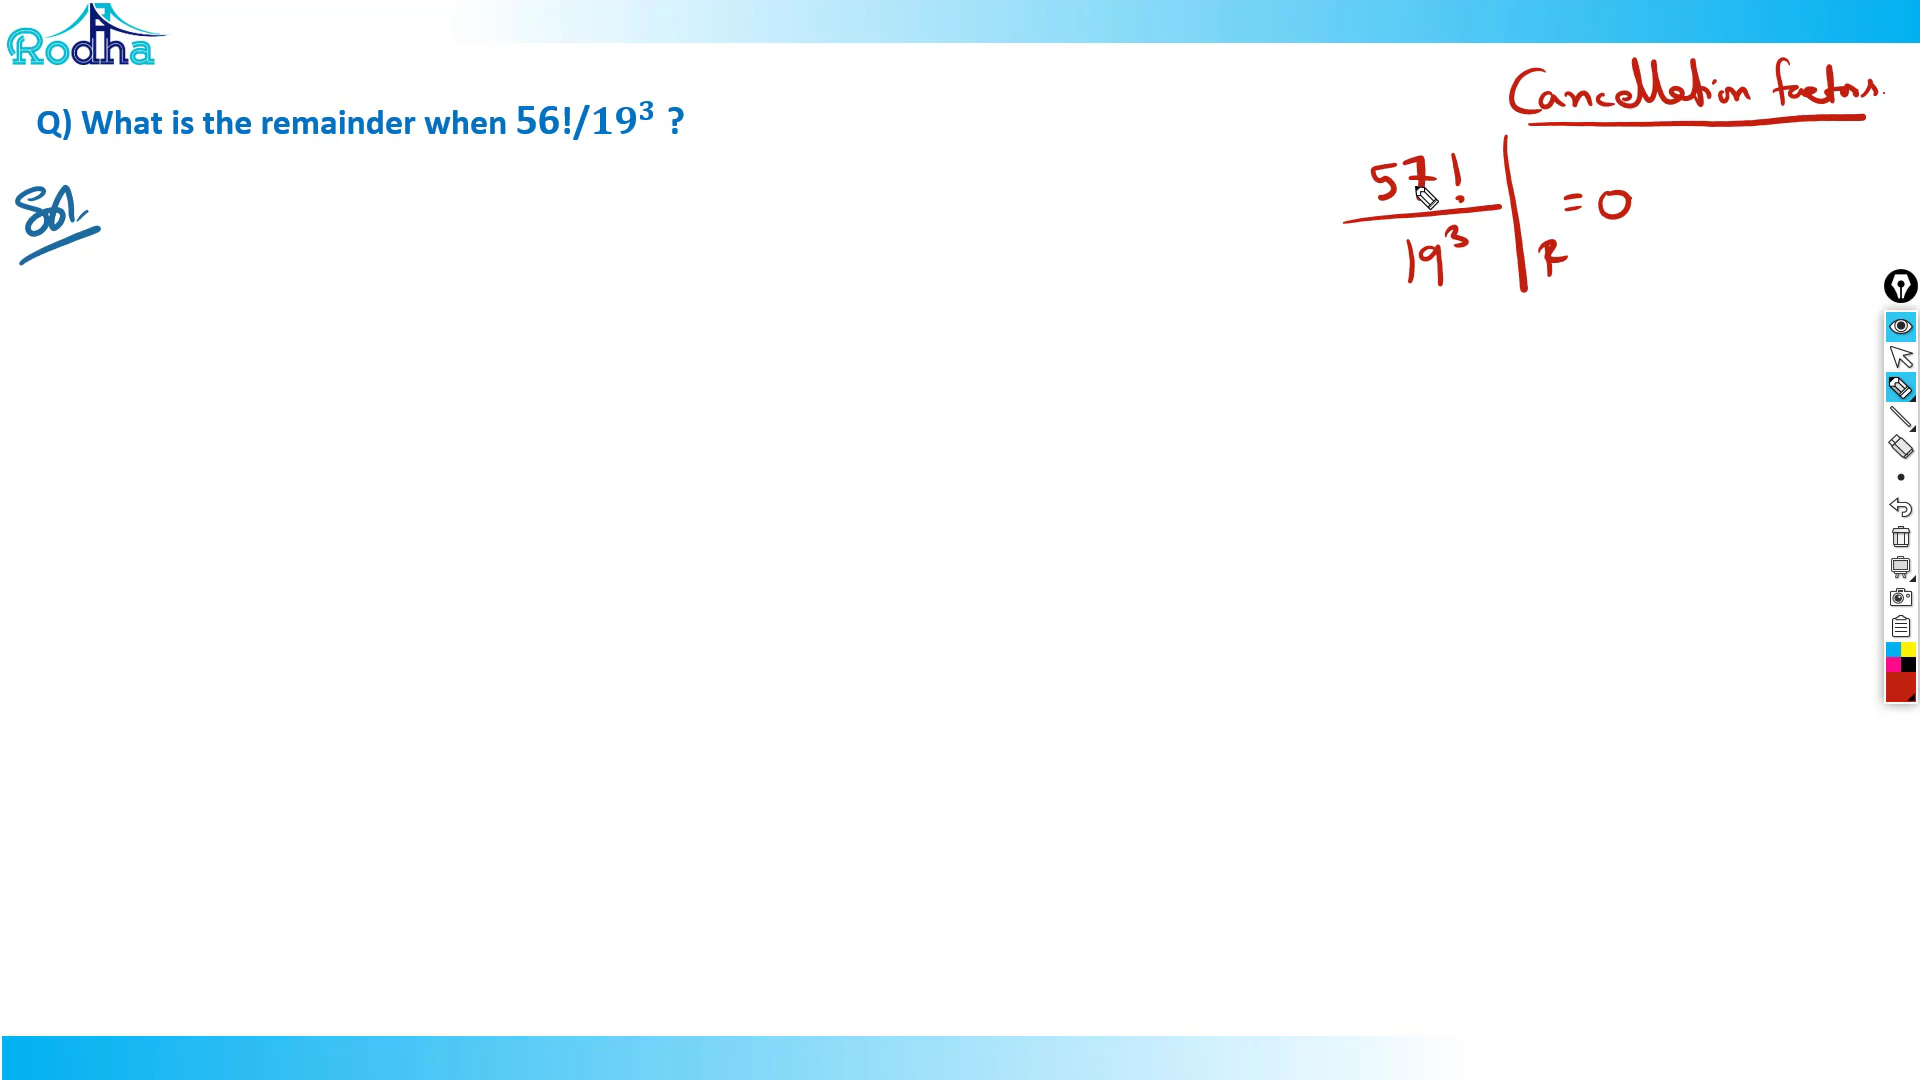 Rodha
Cancellation factors.
Q) What is the remainder when 56!/19³ ?
57!
= 0
Sol.
19³
R